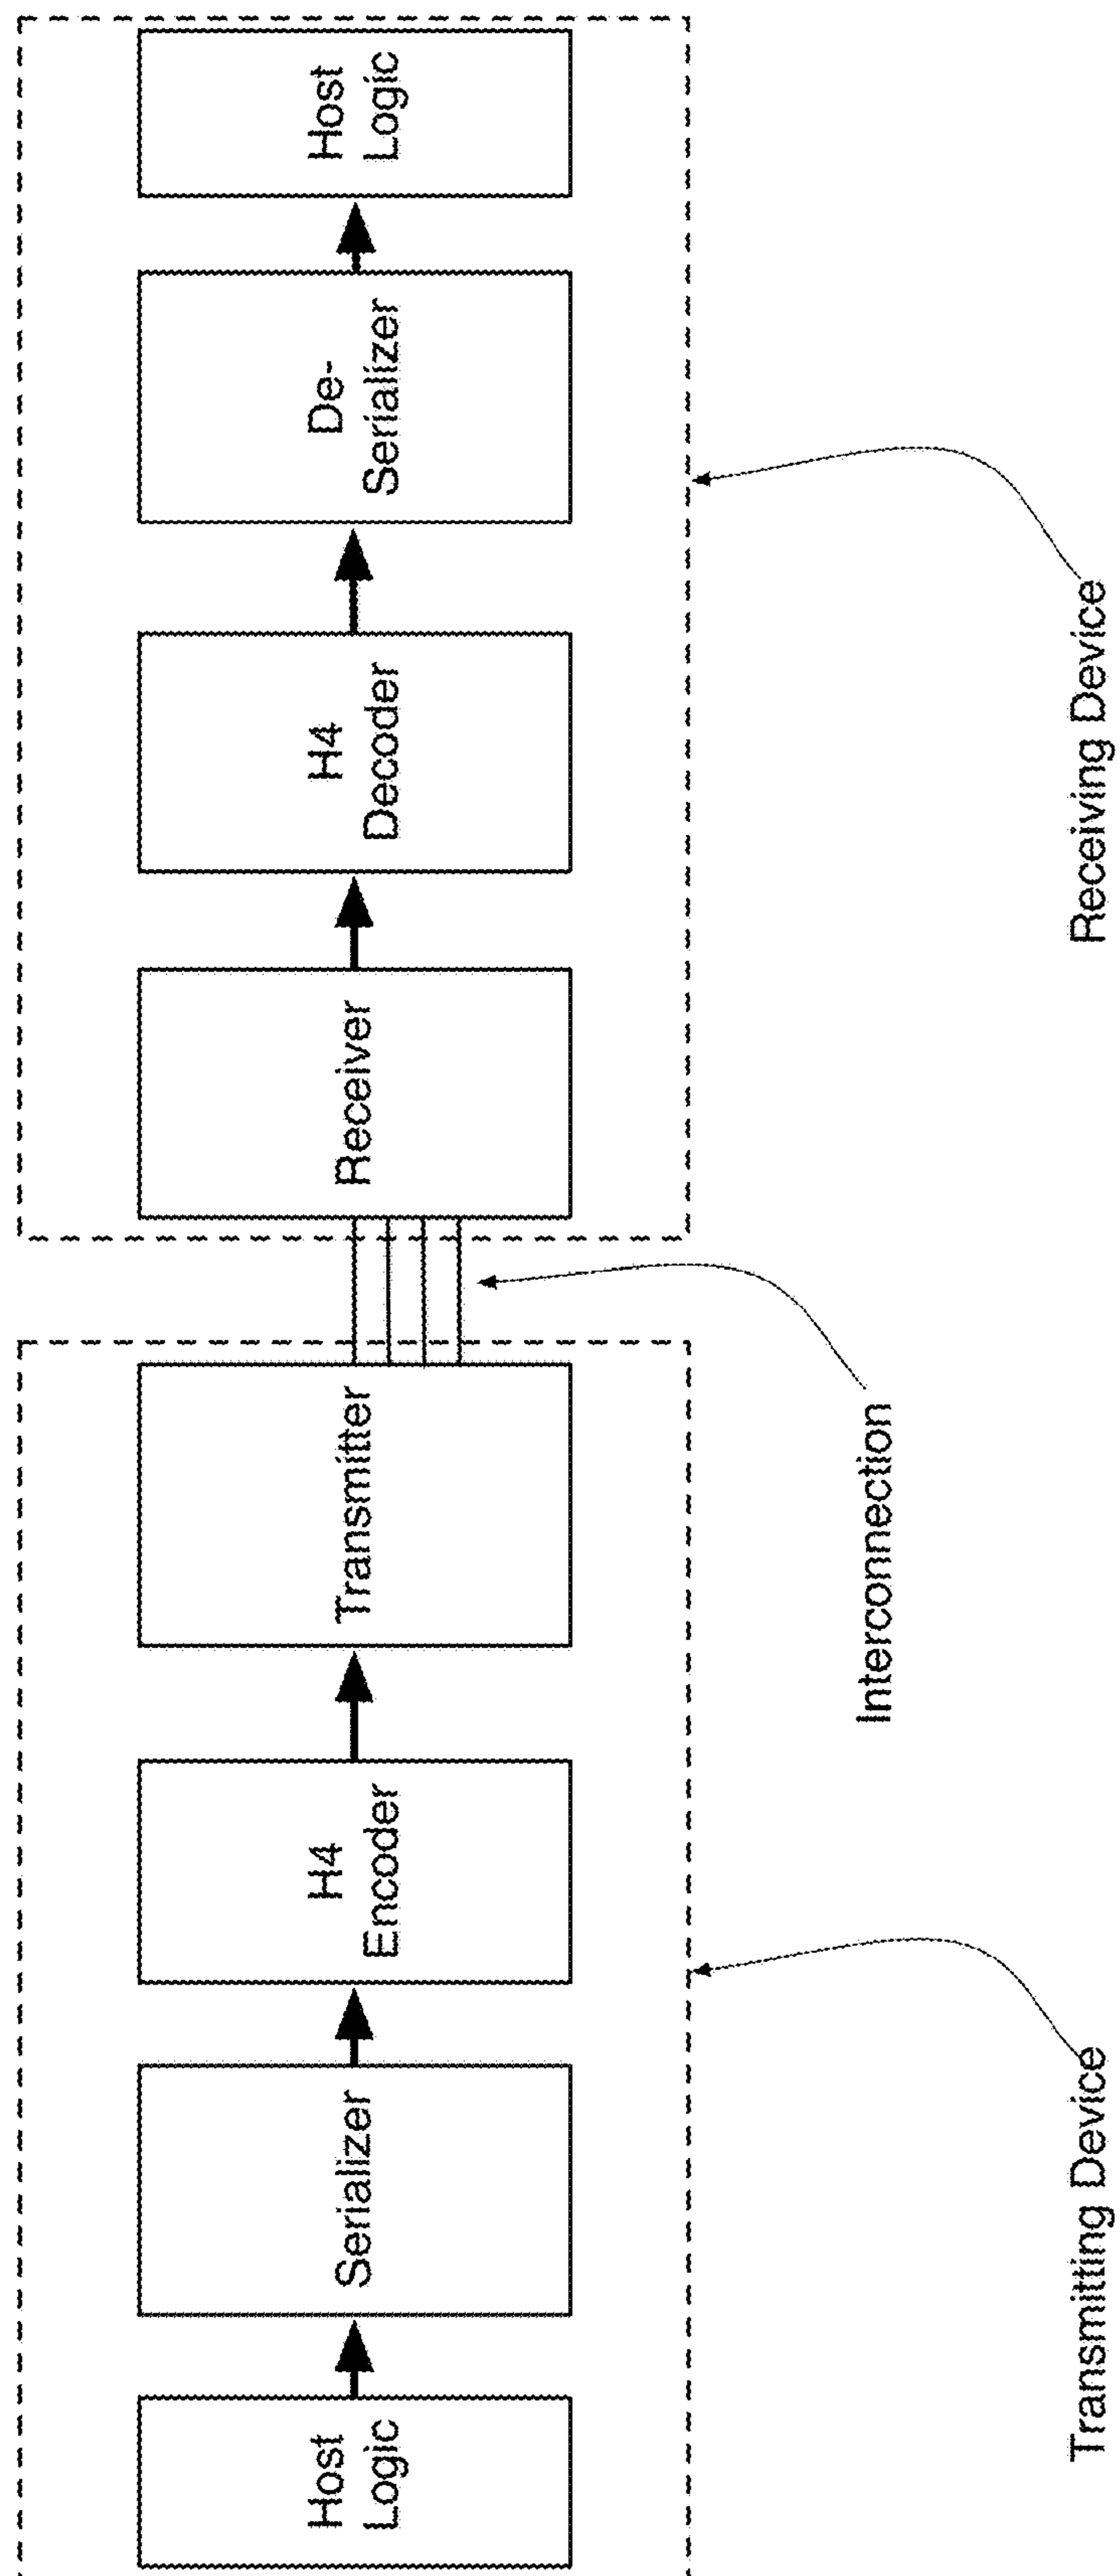 Host
Logic
Serializer
H4
Encoder
Transmitter
Receiver
H4
Decoder
De-
Serializer
Host
Logic
Interconnection
Transmitting Device
Receiving Device